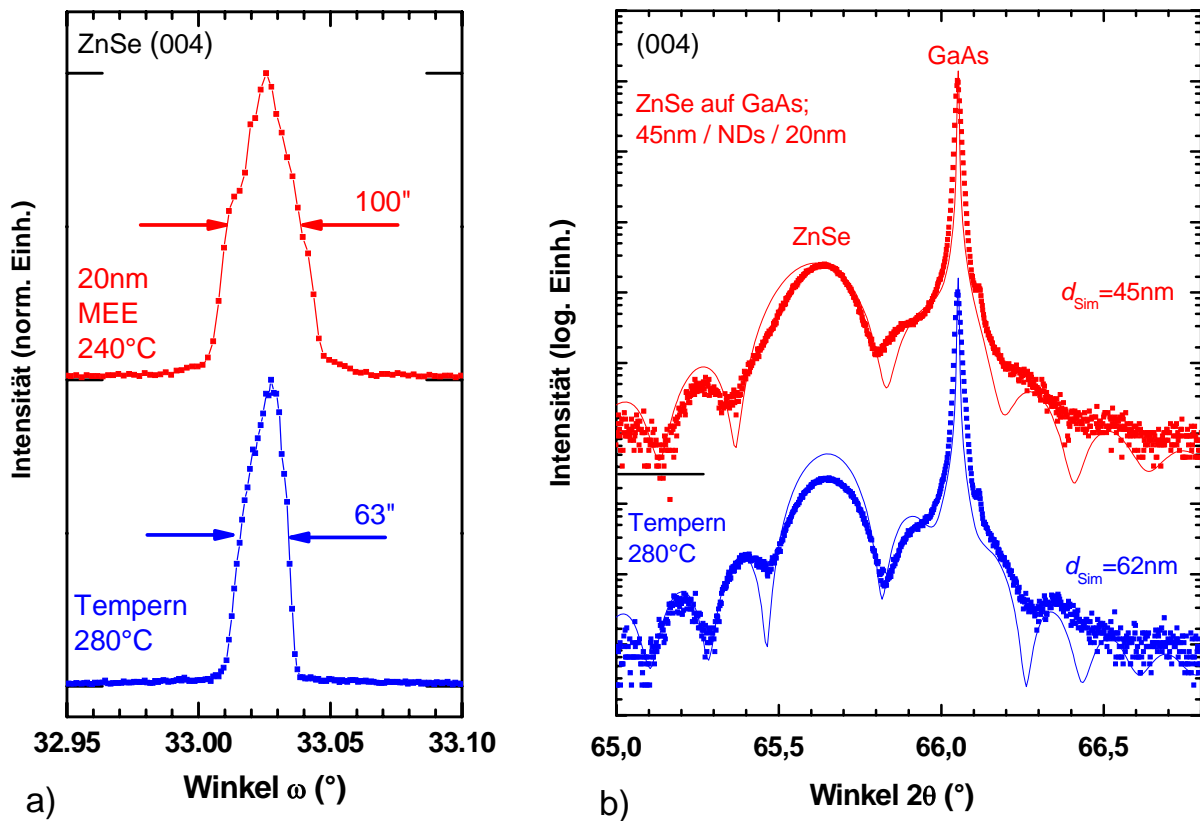 ZnSe (004)
100"
20nm
MEE
240°C
63"
Tempern
280°C
Intensität (norm. Einh.)
32.95 33.00 33.05 33.10
Winkel ω (°)
a)
(004)
GaAs
ZnSe auf GaAs;
45nm / NDs / 20nm
ZnSe
dSim=45nm
Tempern
280°C
dSim=62nm
Intensität (log. Einh.)
65,0 65,5 66,0 66,5
Winkel 2θ (°)
b)